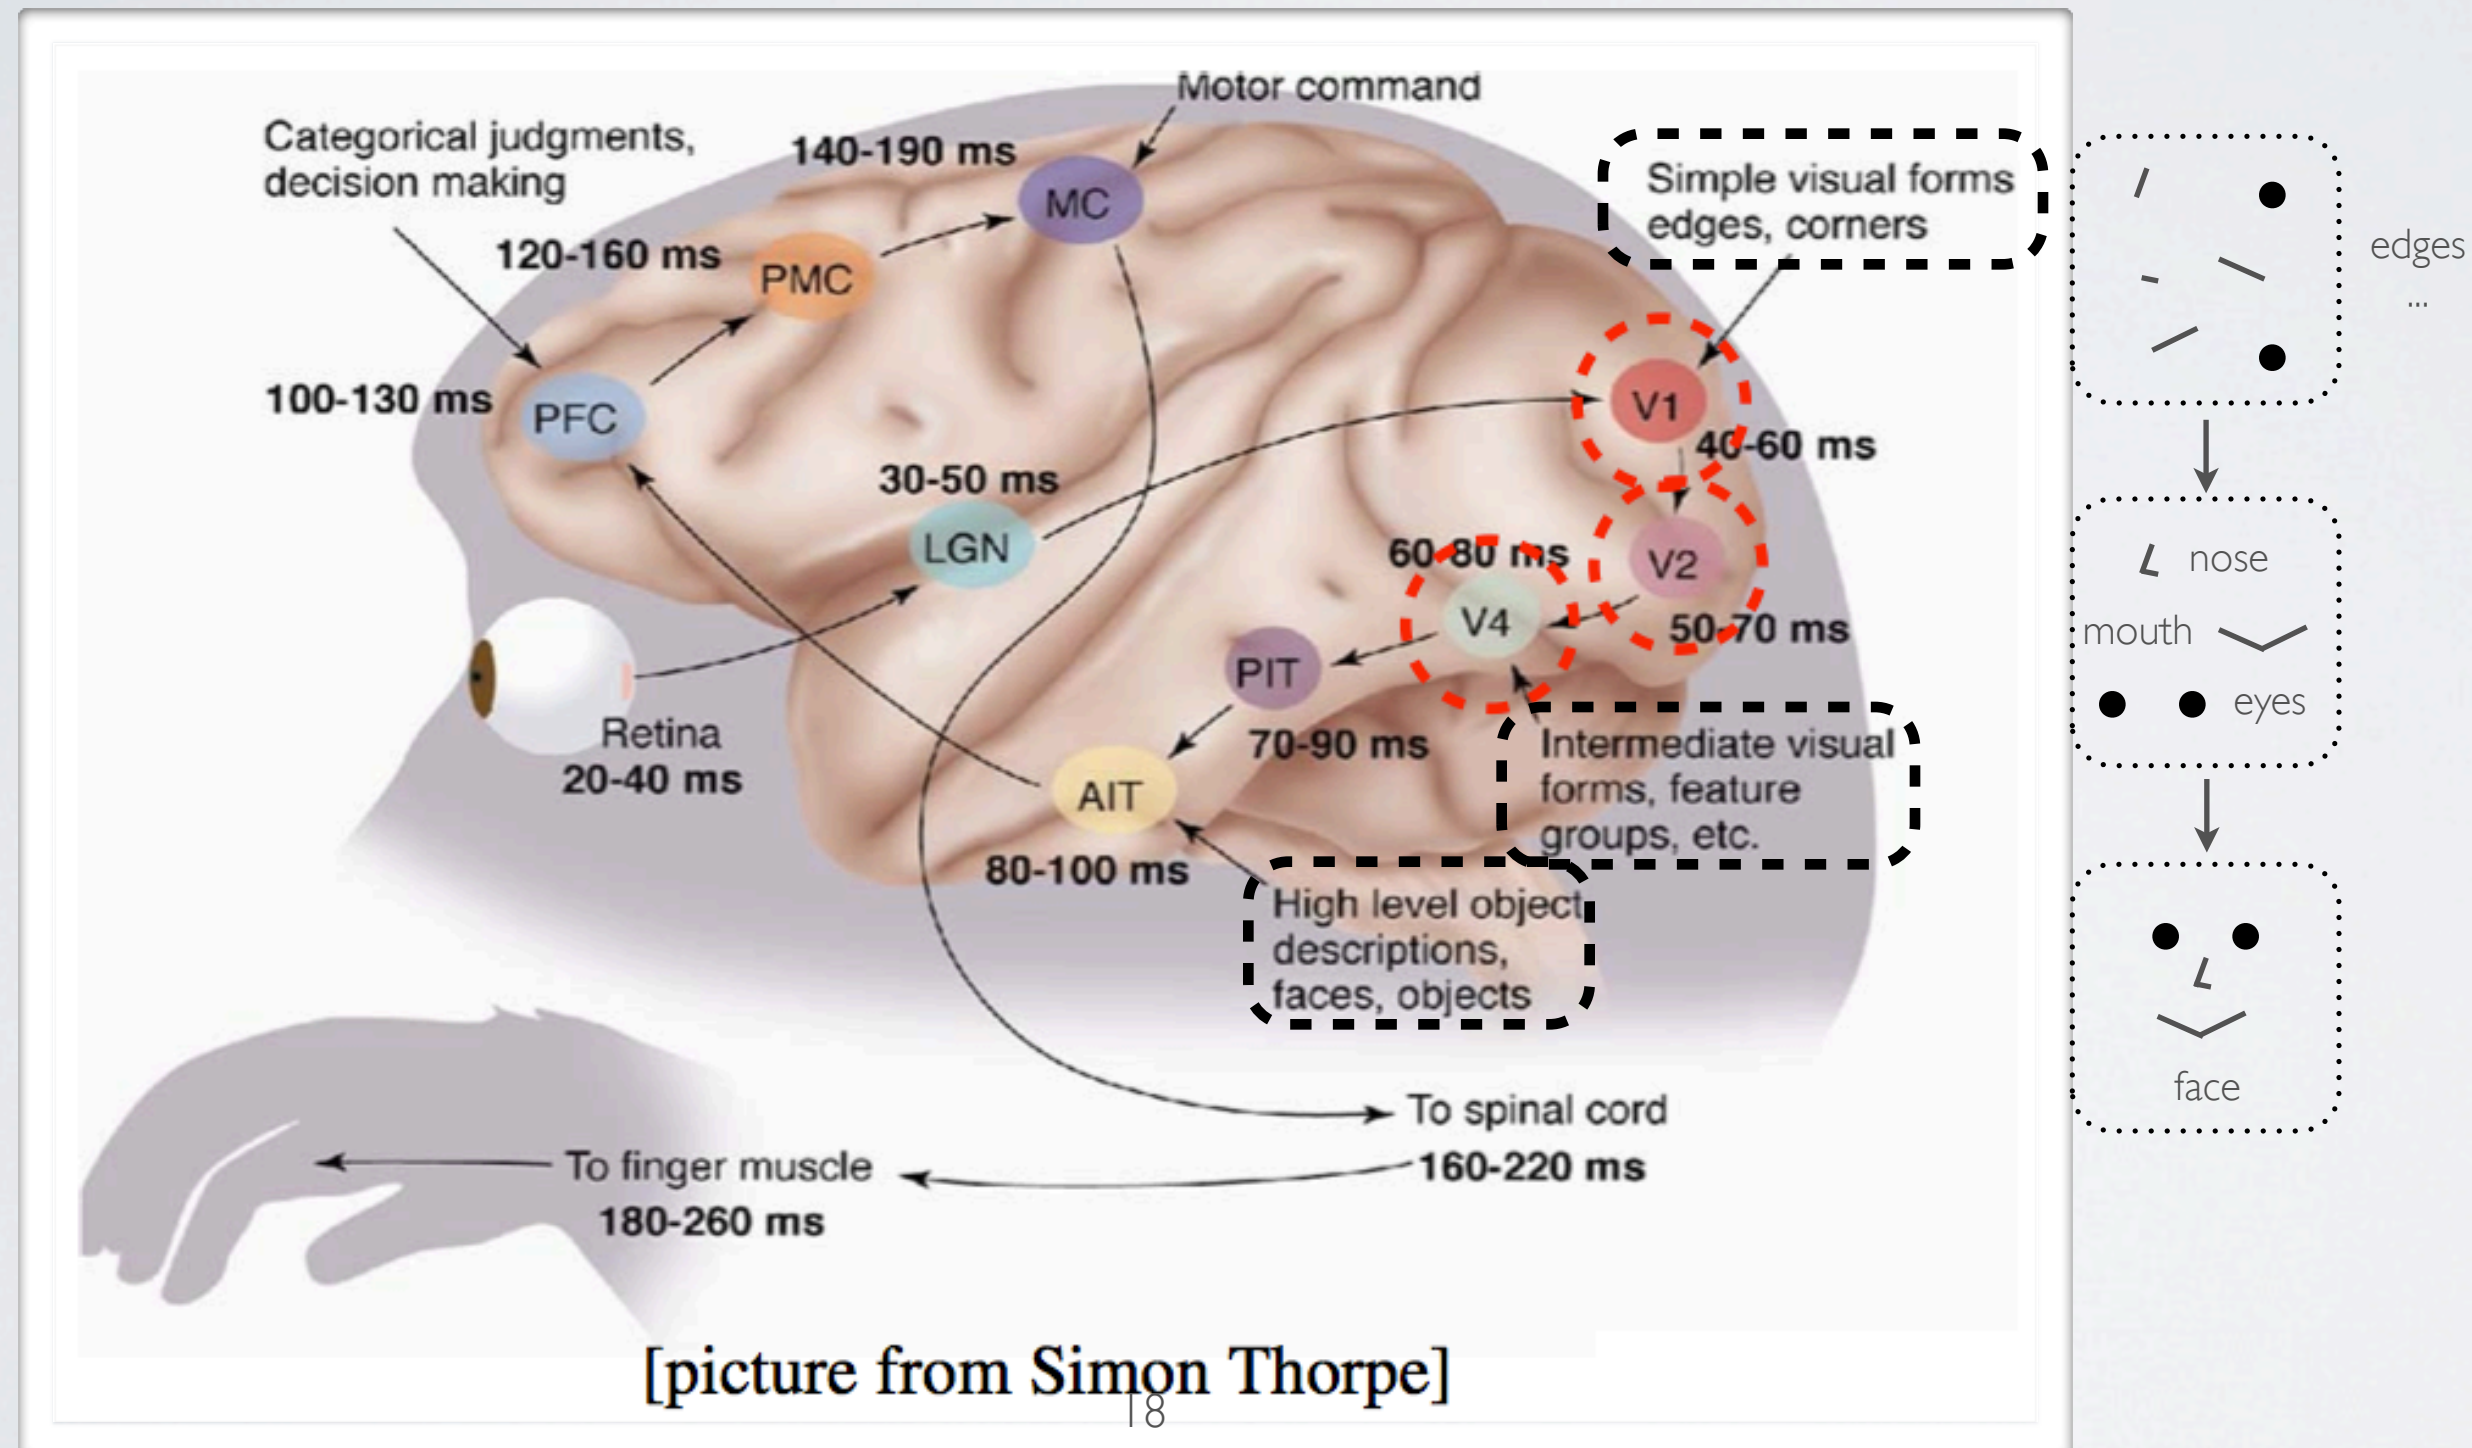 Motor command
Categorical judgments,
decision making
140-190 ms
MC
Simple visual forms
edges, corners
120-160 ms
PMC
100-130 ms
PFC
V1
40-60 ms
30-50 ms
LGN
V2
50-70 ms
60-80 ms
V4
PIT
70-90 ms
Retina
20-40 ms
AIT
80-100 ms
Intermediate visual
forms, feature
groups, etc.
High level object
descriptions,
faces, objects
To spinal cord
160-220 ms
To finger muscle
180-260 ms
[picture from Simon Thorpe]
18
edges
...
nose
mouth
eyes
face